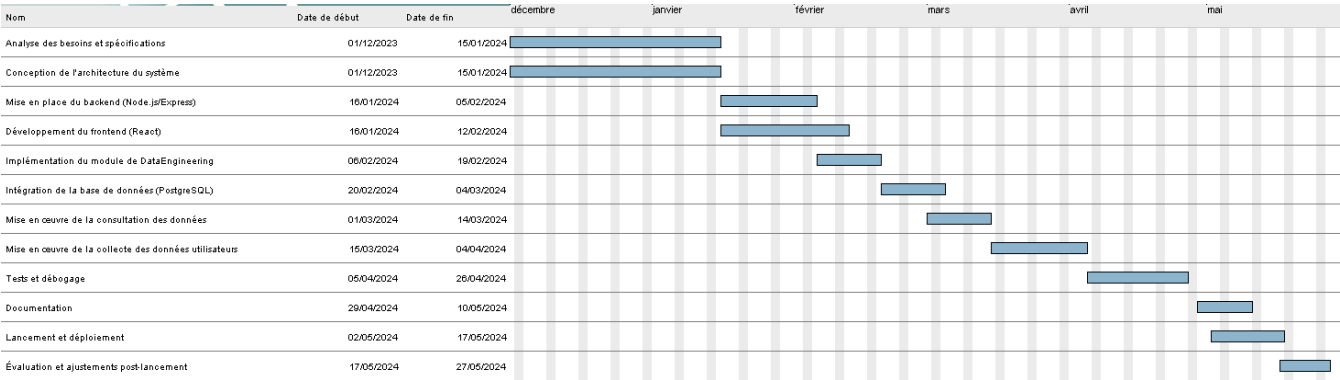 décembre janvier février mars avril mai
Nom Date de début Date de fin
Analyse des besoins et spécifications 01/12/2023 15/01/2024
Conception de l'architecture du système 01/12/2023 15/01/2024
Mise en place du backend (Node.js/Express) 16/01/2024 05/02/2024
Développement du frontend (React) 16/01/2024 12/02/2024
Implémentation du module de DataEngineering 06/02/2024 19/02/2024
Intégration de la base de données (PostgreSQL) 20/02/2024 04/03/2024
Mise en œuvre de la consultation des données 01/03/2024 14/03/2024
Mise en œuvre de la collecte des données utilisateurs 15/03/2024 04/04/2024
Tests et débogage 05/04/2024 26/04/2024
Documentation 29/04/2024 10/05/2024
Lancement et déploiement 02/05/2024 17/05/2024
Évaluation et ajustements post-lancement 17/05/2024 27/05/2024